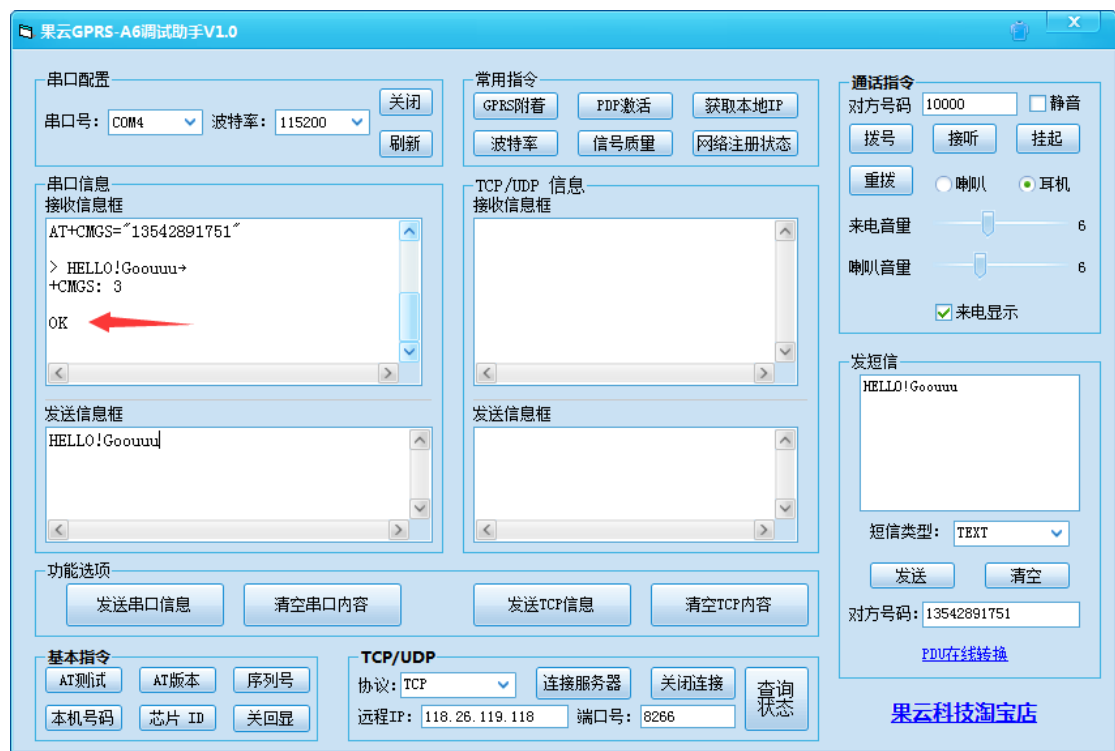 果云GPRS-A6调试助手V1.0
串口配置
串口号: COM4 波特率: 115200
关闭
刷新
常用指令
GPRS附着 PDP激活 获取本地IP
波特率 信号质量 网络注册状态
通话指令
对方号码 10000 静音
拨号 接听 挂起
重拨 喇叭 耳机
来电音量 6
喇叭音量 6
来电显示
串口信息
接收信息框
AT+CMGS="13542891751"
> HELLO!Goouuu→
+CMGS: 3
OK
发送信息框
HELLO!Goouuu
TCP/UDP 信息
接收信息框
发送信息框
发短信
HELLO!Goouuu
短信类型: TEXT
发送 清空
对方号码: 13542891751
PDU在线转换
果云科技淘宝店
功能选项
发送串口信息 清空串口内容 发送TCP信息 清空TCP内容
基本指令
AT测试 AT版本 序列号
本机号码 芯片 ID 关回显
TCP/UDP
协议: TCP 连接服务器 关闭连接
远程IP: 118.26.119.118 端口号: 8266
查询
状态